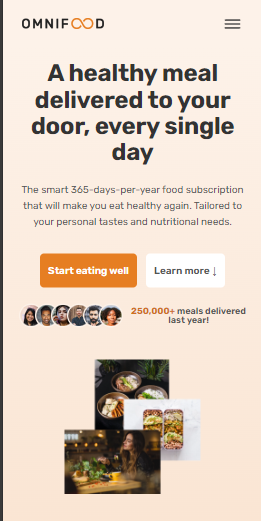 OMNIFOOD
A healthy meal
delivered to your
door, every single
day
The smart 365-days-per-year food subscription
that will make you eat healthy again. Tailored to
your personal tastes and nutritional needs.
Start eating well Learn more ↓
250,000+ meals delivered
last year!